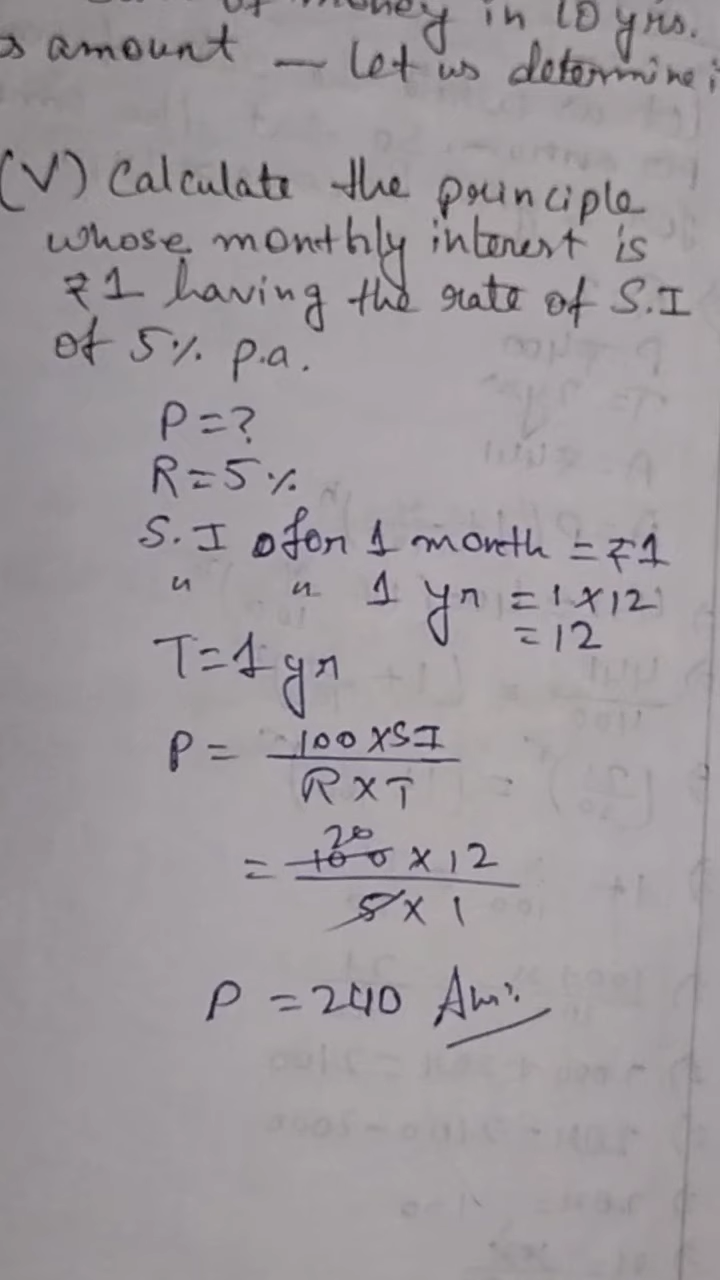 of money in 10 yrs.
amount — let us determine
(V) Calculate the principle
whose monthly interest is
₹1 having the rate of S.I
of 5% p.a.
P=?
R=5%
S.I for 1 month = ₹1
" " 1 yr = 1×12
=12
T=1 yr
P = 100×SI
R×T
20
= 100 × 12
5×1
P = 240 Ans: